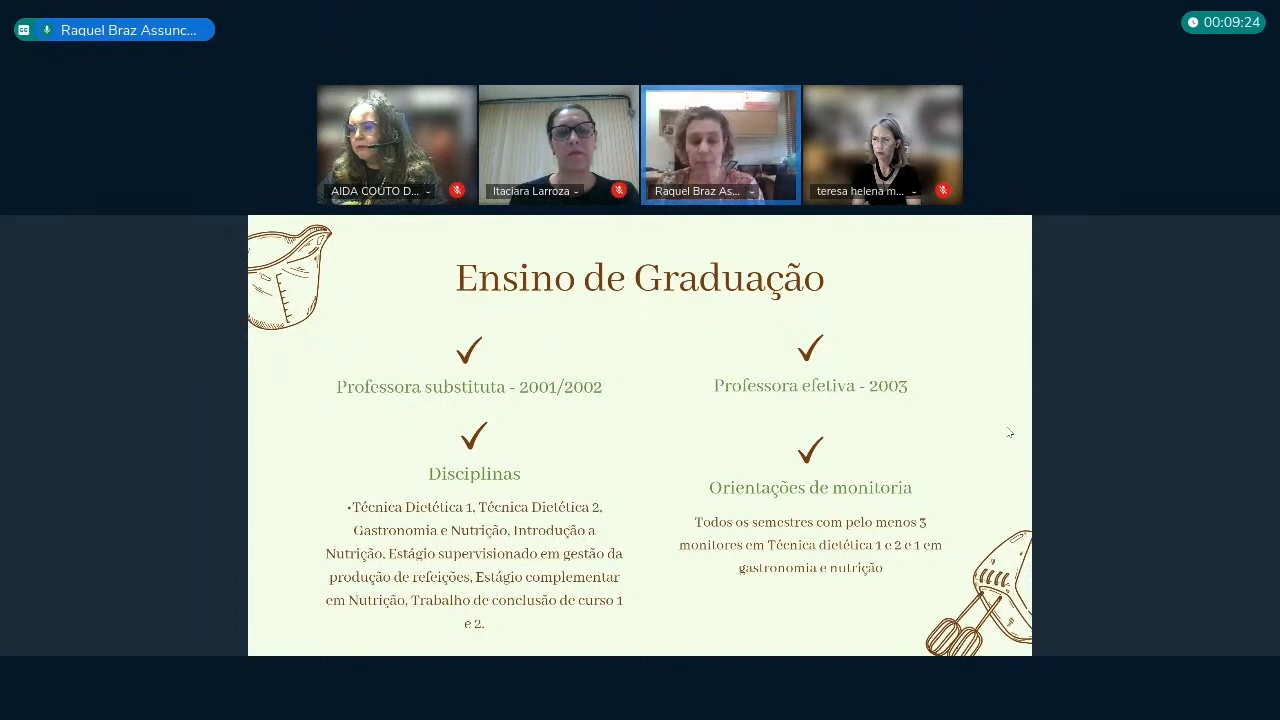 Raquel Braz Assunc...
00:09:24
AIDA COUTO D...
Itaciara Larroza
Raquel Braz As...
teresa helena m...
Ensino de Graduação
Professora substituta - 2001/2002
Disciplinas
•Técnica Dietética 1, Técnica Dietética 2,
Gastronomia e Nutrição, Introdução a
Nutrição, Estágio supervisionado em gestão da
produção de refeições, Estágio complementar
em Nutrição, Trabalho de conclusão de curso 1
e 2.
Professora efetiva - 2003
Orientações de monitoria
Todos os semestres com pelo menos 3
monitores em Técnica dietética 1 e 2 e 1 em
gastronomia e nutrição